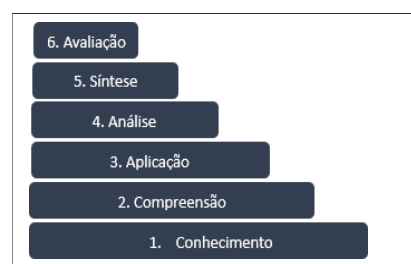 6. Avaliação
5. Síntese
4. Análise
3. Aplicação
2. Compreensão
1. Conhecimento